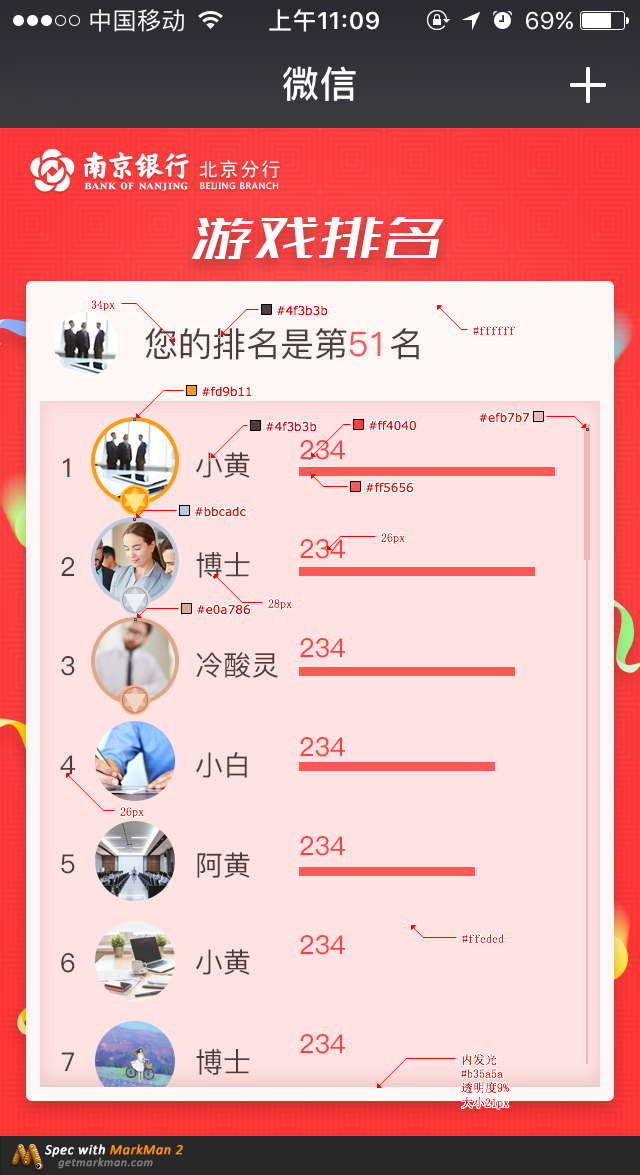 中国移动 上午11:09 69%
微信
南京银行 北京分行
BANK OF NANJING BEIJING BRANCH
游戏排名
34px #4f3b3b #ffffff
您的排名是第51名
#fd9b11
#4f3b3b #ff4040 #efb7b7
1 小黄 234
#ff5656
#bbcadc
26px
2 博士 234
28px
#e0a786
3 冷酸灵 234
4 小白 234
26px
5 阿黄 234
6 小黄 234
#ffeded
7 博士 234
内发光
#b35a5a
透明度9%
大小21px
Spec with MarkMan 2
getmarkman.com